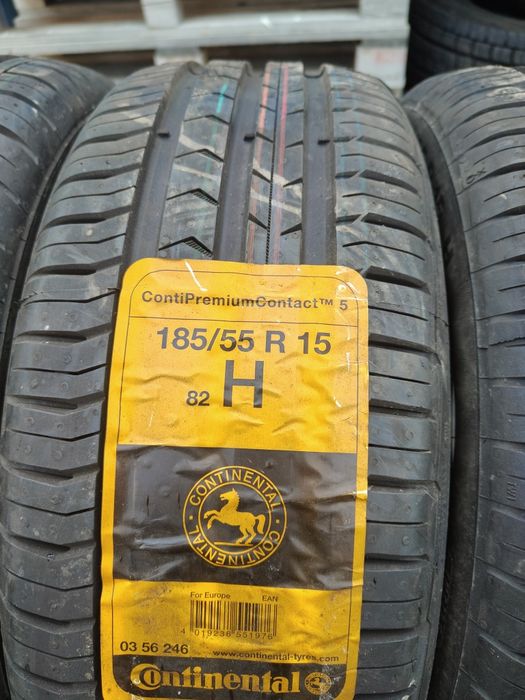 ContiPremiumContact™ 5
185/55 R 15
82 H
CONTINENTAL
CONTINENTAL
For Europe EAN
4 019238 551976
03 56 246 www.continental-tyres.com
Continental